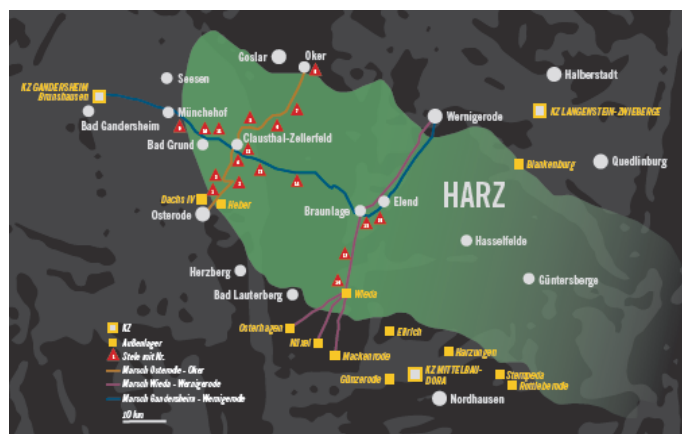 Goslar
Oker
Seesen
Halberstadt
KZ GANDERSHEIM
Brunshausen
Münchehof
Wernigerode
KZ LANGENSTEIN-ZWIEBERGE
Bad Gandersheim
Bad Grund
Clausthal-Zellerfeld
Blankenburg
Quedlinburg
Dachs IV
Heber
Osterode
Braunlage
Elend
HARZ
Hasselfelde
Herzberg
Güntersberge
Bad Lauterberg
Wieda
Osterhagen
Nüxei
Mackenrode
Ellrich
Harzungen
Günzerode
KZ MITTELBAU-
DORA
Stempeda
Rottleberode
Nordhausen
KZ
Außenlager
Stele mit Nr.
Marsch Osterode - Oker
Marsch Wieda - Wernigerode
Marsch Gandersheim - Wernigerode
10 km